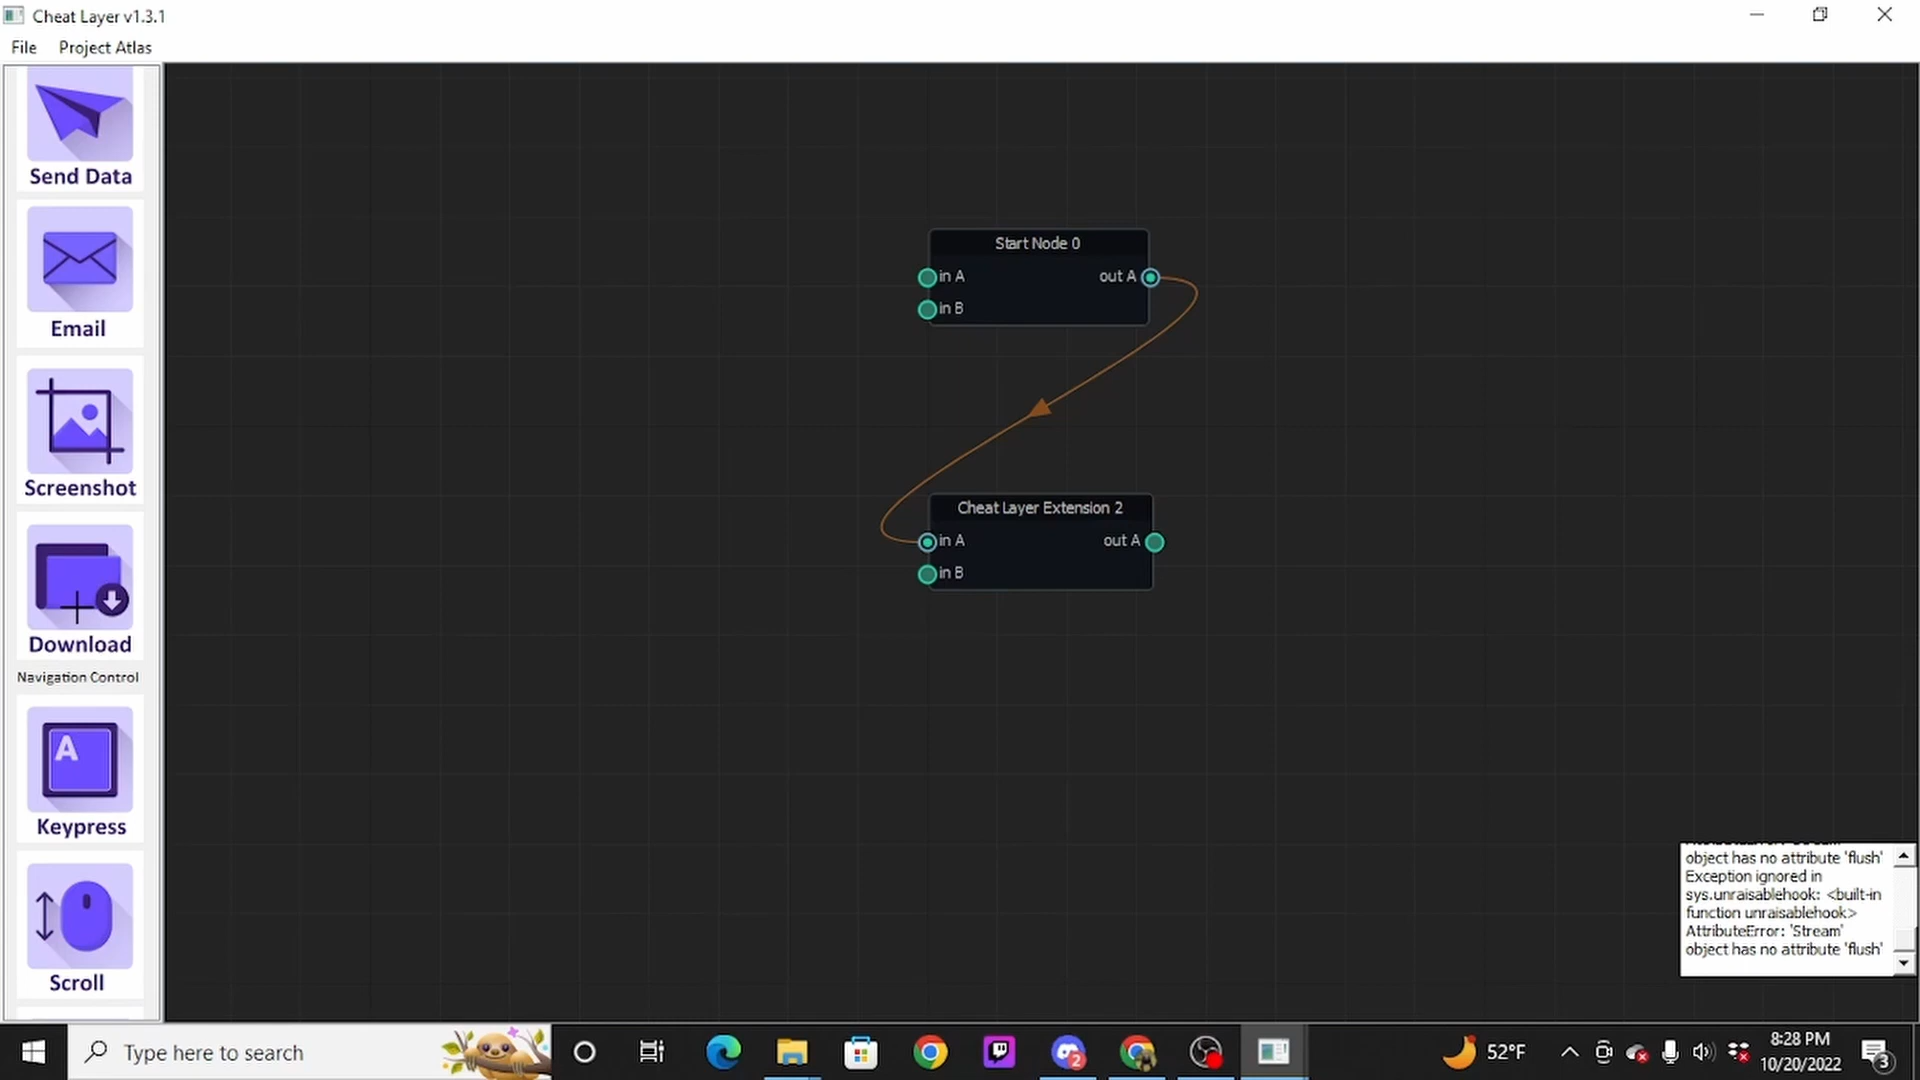 Cheat Layer v1.3.1
File Project Atlas
Send Data
Email
Screenshot
Download
Navigation Control
A
Keypress
Scroll
Start Node 0
in A out A
in B
Cheat Layer Extension 2
in A out A
in B
object has no attribute 'flush'
Exception ignored in
sys.unraisablehook: <built-in
function unraisablehook>
AttributeError: 'Stream'
object has no attribute 'flush'
Type here to search
2
52°F
8:28 PM
10/20/2022
3